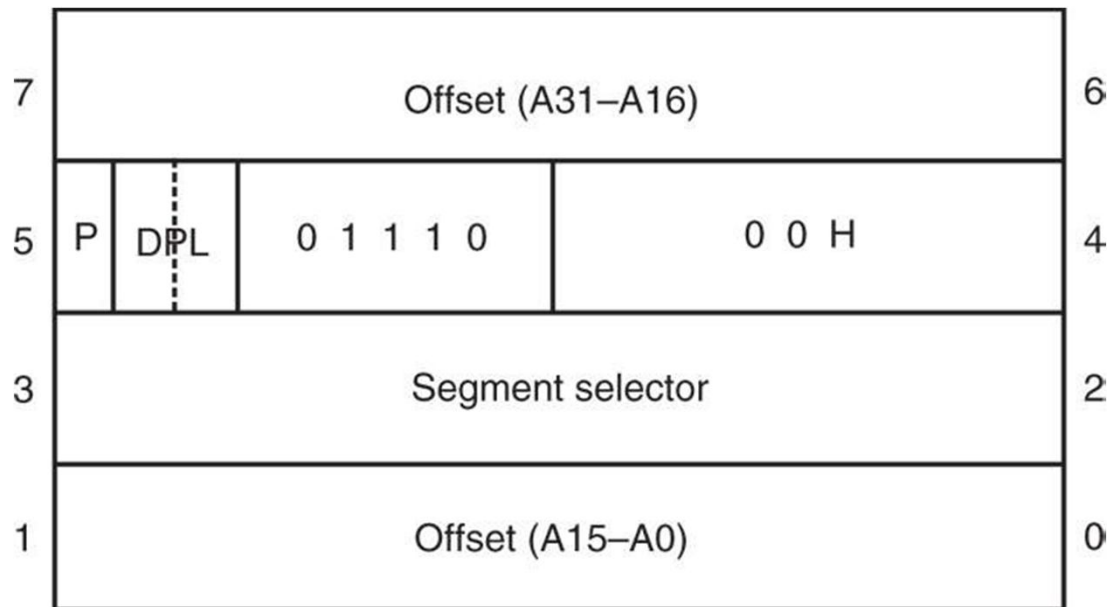 7 Offset (A31–A16) 6
5 P DPL 0 1 1 1 0 0 0 H 4
3 Segment selector 2
1 Offset (A15–A0) 0